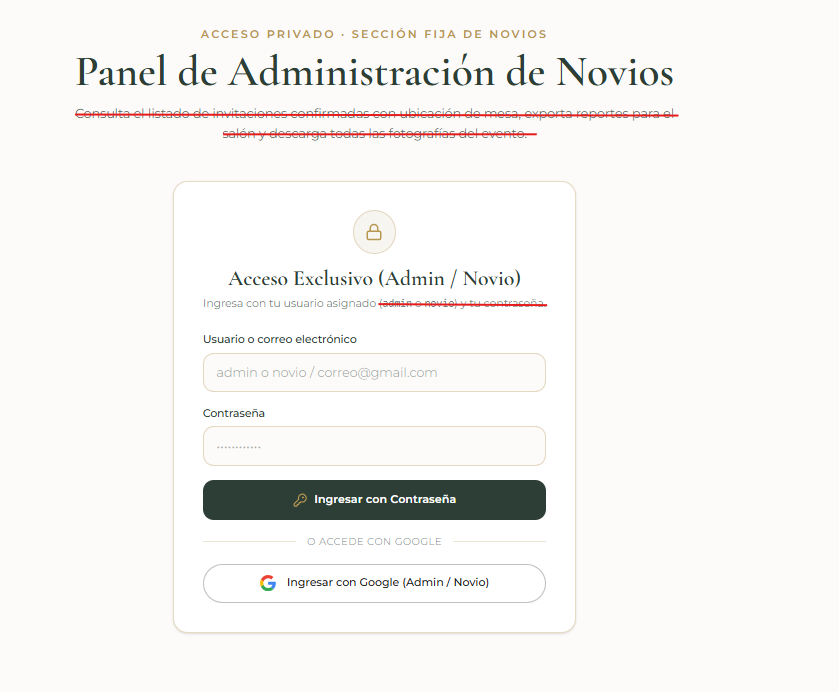 ACCESO PRIVADO · SECCIÓN FIJA DE NOVIOS
Panel de Administración de Novios
Consulta el listado de invitaciones confirmadas con ubicación de mesa, exporta reportes para el
salón y descarga todas las fotografías del evento.
Acceso Exclusivo (Admin / Novio)
Ingresa con tu usuario asignado (admin o novio) y tu contraseña.
Usuario o correo electrónico
admin o novio / correo@gmail.com
Contraseña
••••••••••••
Ingresar con Contraseña
O ACCEDE CON GOOGLE
Ingresar con Google (Admin / Novio)